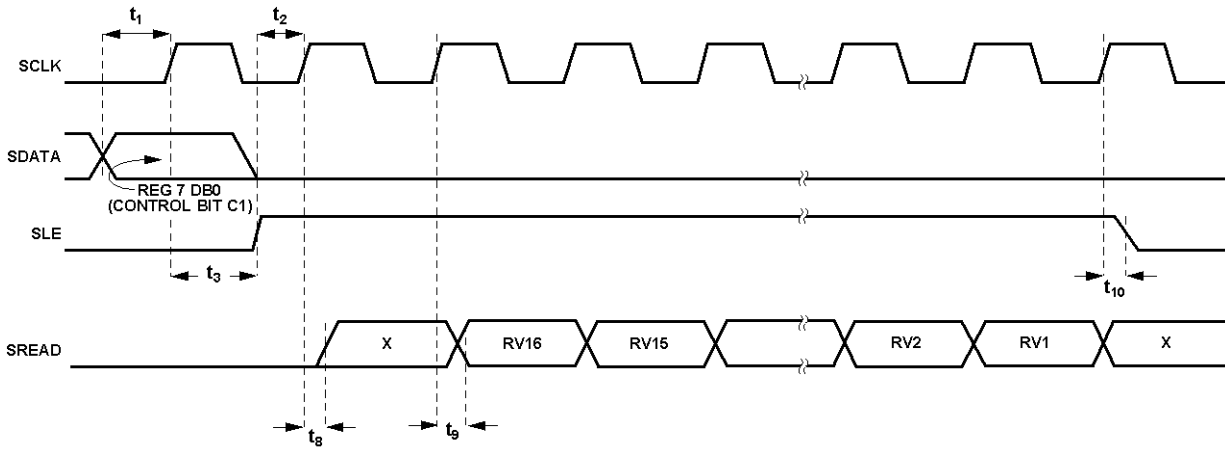 t1 t2
SCLK
SDATA
REG 7 DB0
(CONTROL BIT C1)
SLE
t3
t10
SREAD X RV16 RV15 RV2 RV1 X
t8 t9